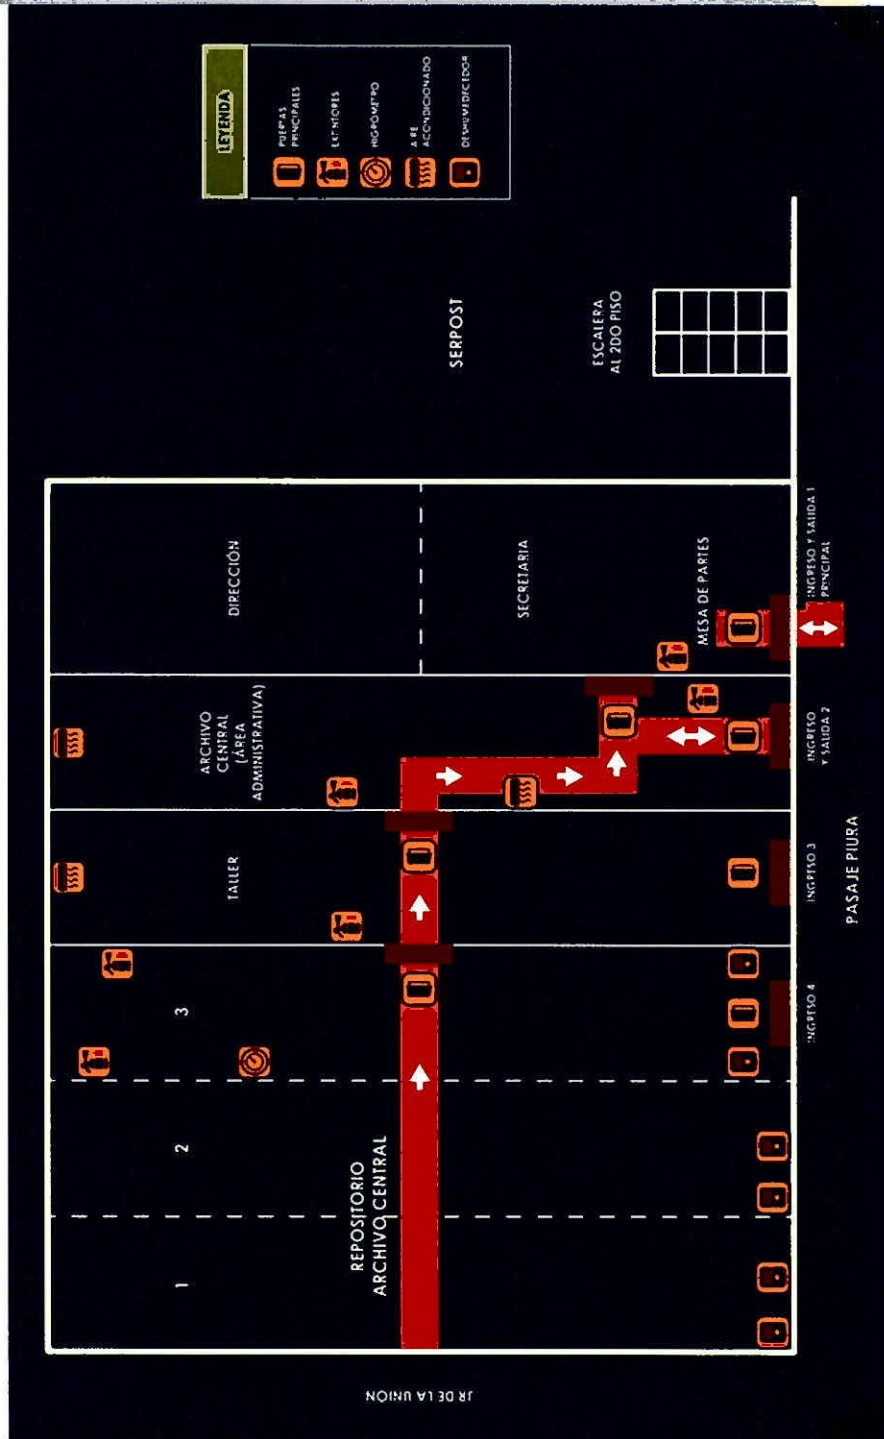 LEYENDA
PUERTAS
PRINCIPALES
EXTINTORES
HIGRÓMETRO
AIRE
ACONDICIONADO
DESHUMEDECEDOR
SERPOST
ESCALERA
AL 2DO PISO
DIRECCIÓN
SECRETARIA
MESA DE PARTES
INGRESO Y SALIDA 1
PRINCIPAL
ARCHIVO
CENTRAL
(ÁREA
ADMINISTRATIVA)
INGRESO
Y SALIDA 2
TALLER
INGRESO 3
PASAJE PIURA
3
INGRESO 4
2
REPOSITORIO
ARCHIVO CENTRAL
1
JR DE LA UNIÓN